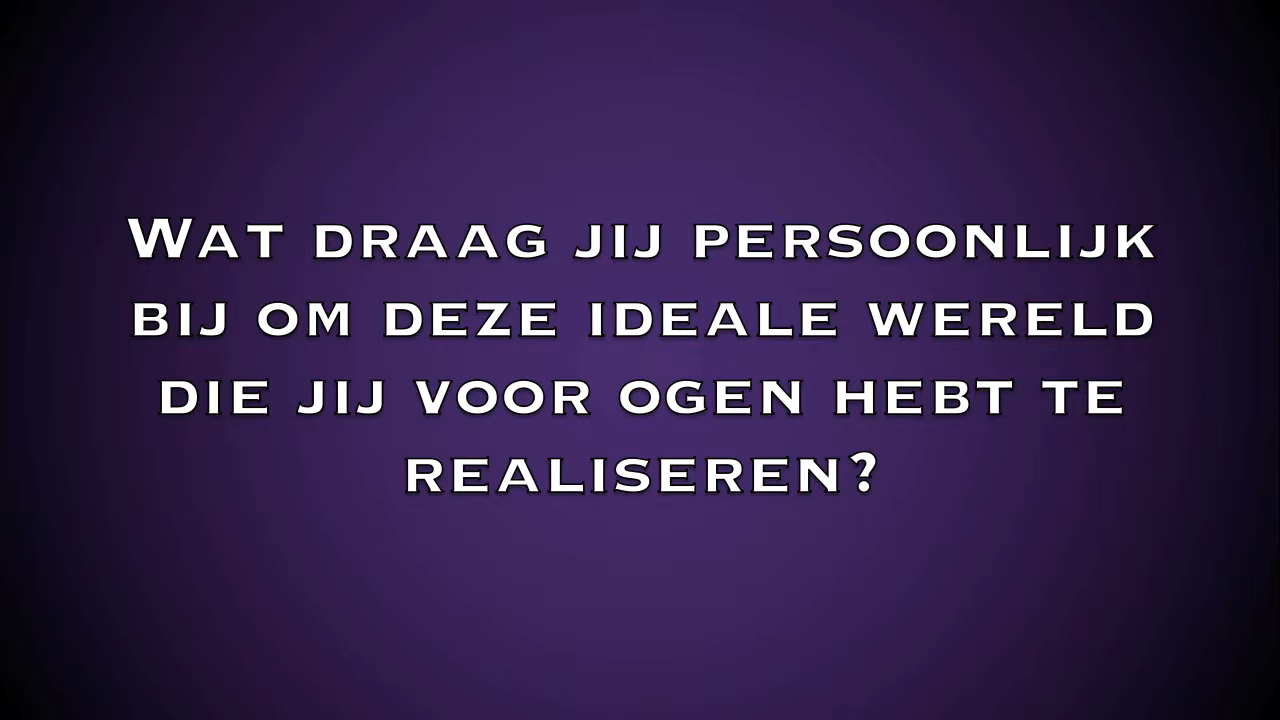 Wat draag jij persoonlijk
bij om deze ideale wereld
die jij voor ogen hebt te
realiseren?